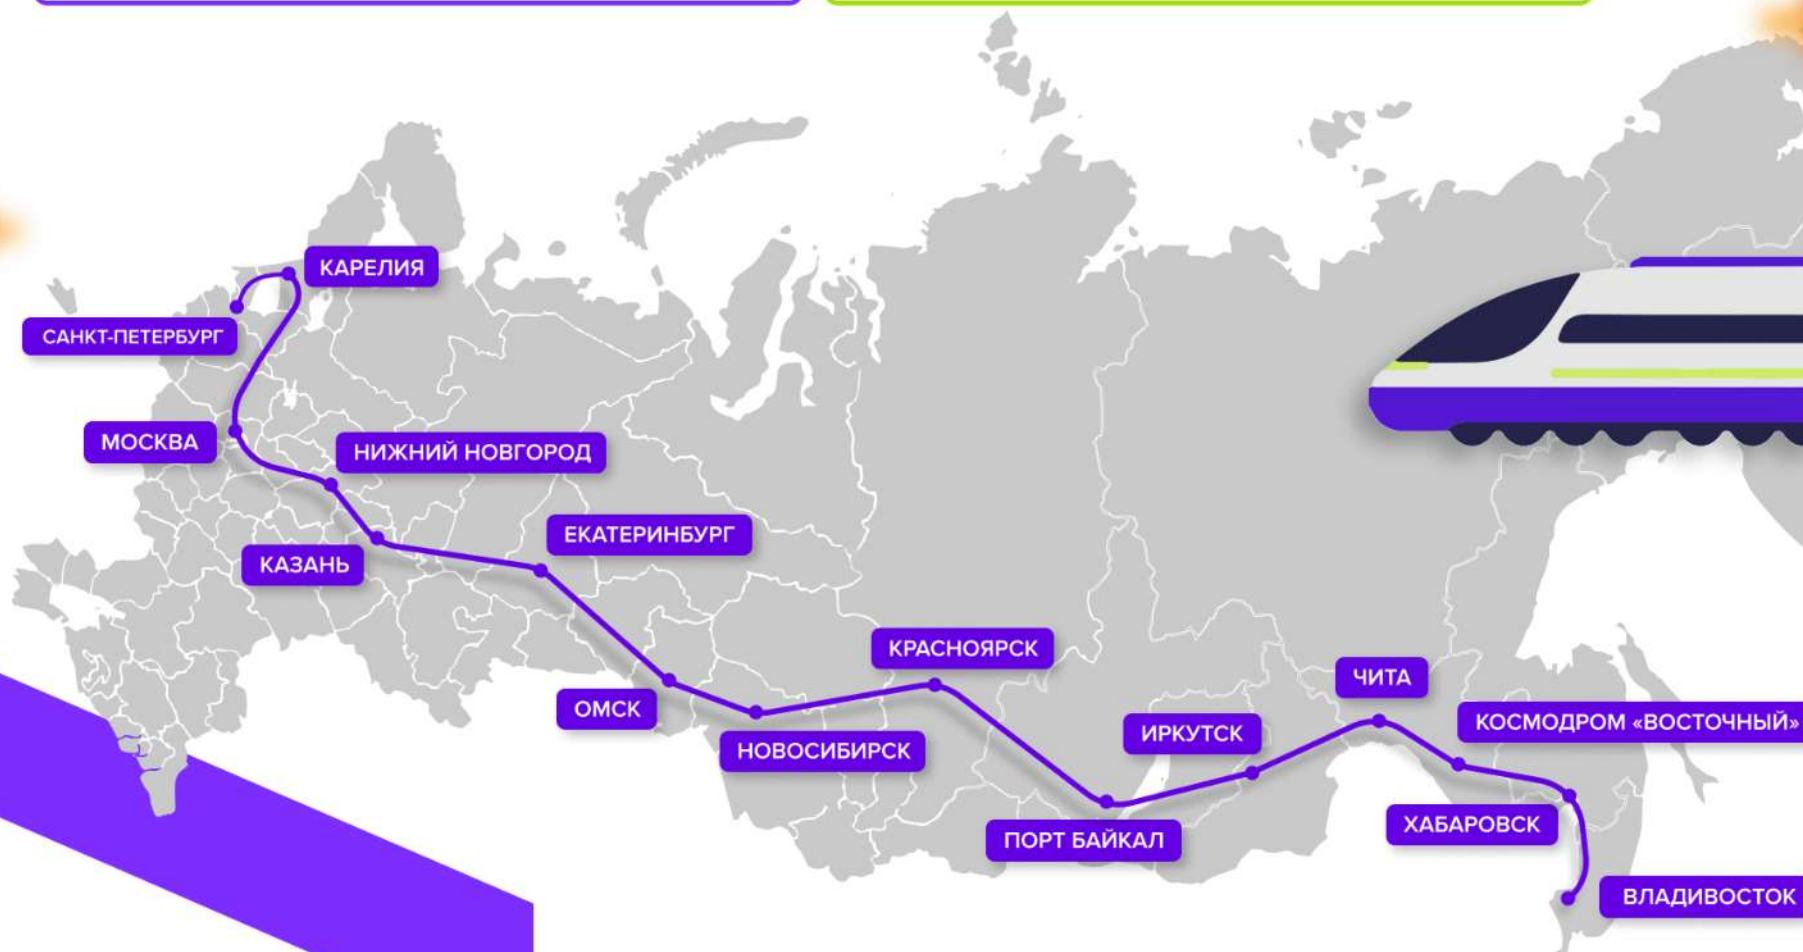 КАРЕЛИЯ
САНКТ-ПЕТЕРБУРГ
МОСКВА
НИЖНИЙ НОВГОРОД
КАЗАНЬ
ЕКАТЕРИНБУРГ
ОМСК
НОВОСИБИРСК
КРАСНОЯРСК
ПОРТ БАЙКАЛ
ИРКУТСК
ЧИТА
КОСМОДРОМ «ВОСТОЧНЫЙ»
ХАБАРОВСК
ВЛАДИВОСТОК